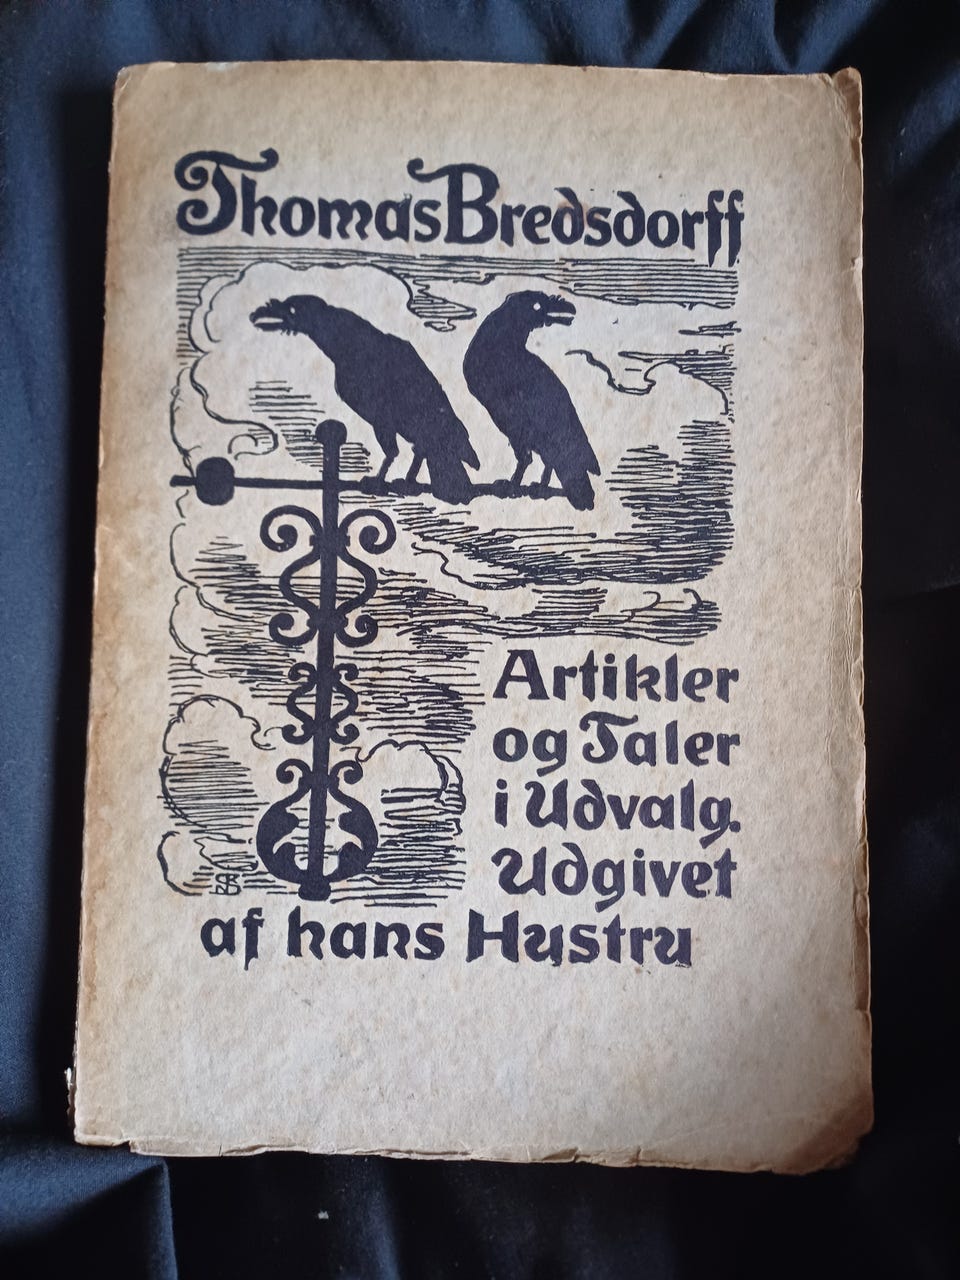 Thomas Bredsdorff
Artikler
og Taler
i Udvalg.
Udgivet
af hans Hustru